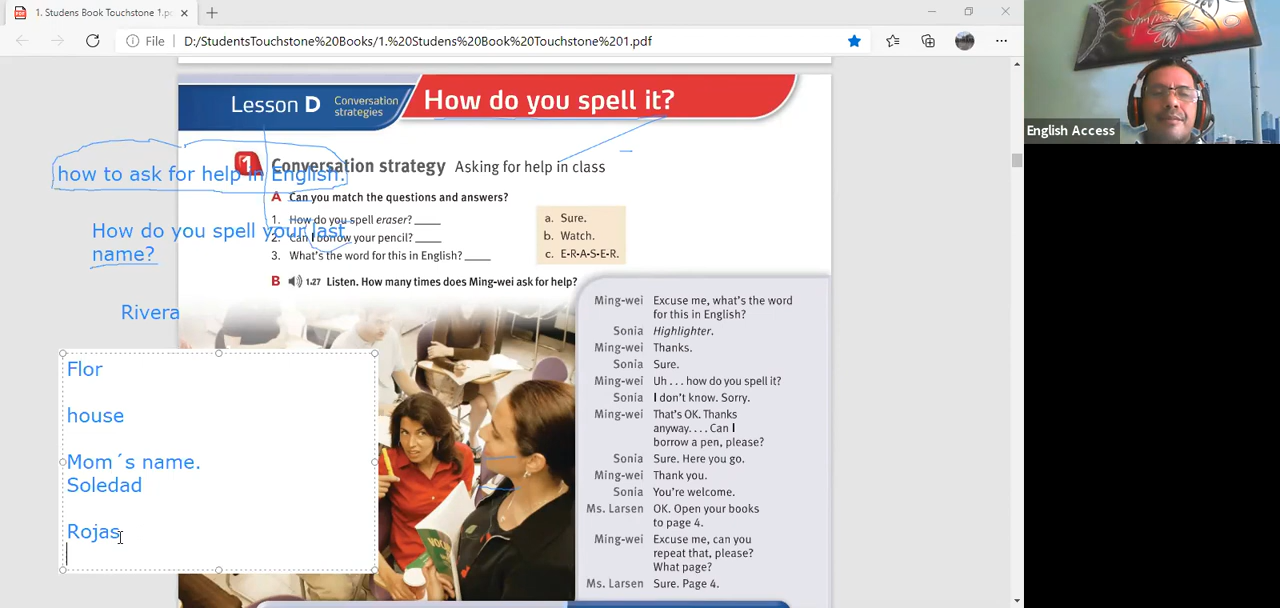 1. Studens Book Touchstone 1.pd
File D:/StudentsTouchstone%20Books/1.%20Studens%20Book%20Touchstone%201.pdf
Lesson D Conversation strategies
How do you spell it?
1 Conversation strategy Asking for help in class
how to ask for help in English.
A Can you match the questions and answers?
1. How do you spell eraser? ____
2. Can I borrow your pencil? ____
3. What's the word for this in English? ____
a. Sure.
b. Watch.
c. E-R-A-S-E-R.
How do you spell your last
name?
B 1.27 Listen. How many times does Ming-wei ask for help?
Rivera
Flor
house
Mom´s name.
Soledad
Rojas
Ming-wei Excuse me, what's the word
for this in English?
Sonia Highlighter.
Ming-wei Thanks.
Sonia Sure.
Ming-wei Uh . . . how do you spell it?
Sonia I don't know. Sorry.
Ming-wei That's OK. Thanks
anyway. . . . Can I
borrow a pen, please?
Sonia Sure. Here you go.
Ming-wei Thank you.
Sonia You're welcome.
Ms. Larsen OK. Open your books
to page 4.
Ming-wei Excuse me, can you
repeat that, please?
What page?
Ms. Larsen Sure. Page 4.
English Access